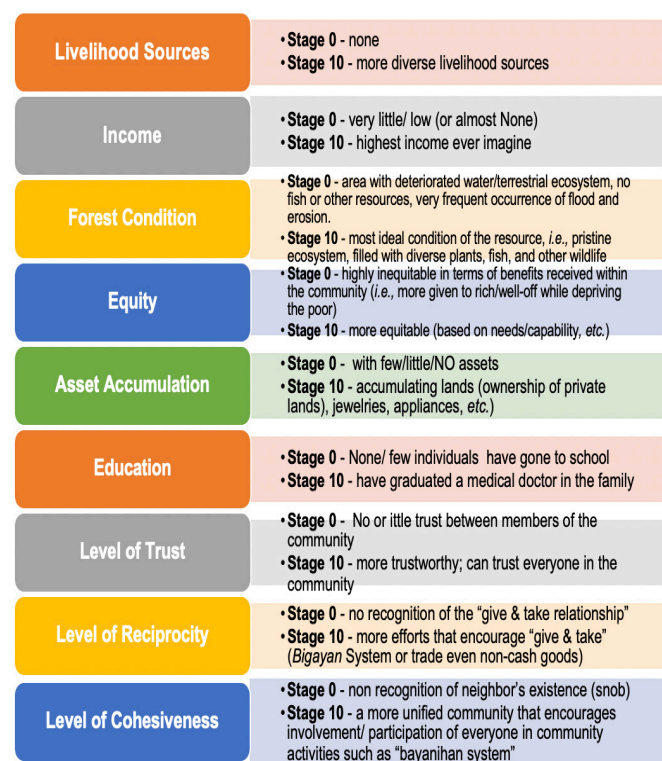 Livelihood Sources
•Stage 0 - none
•Stage 10 - more diverse livelihood sources
Income
•Stage 0 - very little/ low (or almost None)
•Stage 10 - highest income ever imagine
Forest Condition
•Stage 0 - area with deteriorated water/terrestrial ecosystem, no
fish or other resources, very frequent occurrence of flood and
erosion.
•Stage 10 - most ideal condition of the resource, i.e., pristine
ecosystem, filled with diverse plants, fish, and other wildlife
Equity
•Stage 0 - highly inequitable in terms of benefits received within
the community (i.e., more given to rich/well-off while depriving
the poor)
•Stage 10 - more equitable (based on needs/capability, etc.)
Asset Accumulation
•Stage 0 - with few/little/NO assets
•Stage 10 - accumulating lands (ownership of private
lands), jewelries, appliances, etc.)
Education
•Stage 0 - None/ few individuals have gone to school
•Stage 10 - have graduated a medical doctor in the family
Level of Trust
•Stage 0 - No or ittle trust between members of the
community
•Stage 10 - more trustworthy; can trust everyone in the
community
Level of Reciprocity
•Stage 0 - no recognition of the “give & take relationship”
•Stage 10 - more efforts that encourage “give & take”
(Bigayan System or trade even non-cash goods)
Level of Cohesiveness
•Stage 0 - non recognition of neighbor’s existence (snob)
•Stage 10 - a more unified community that encourages
involvement/ participation of everyone in community
activities such as “bayanihan system”